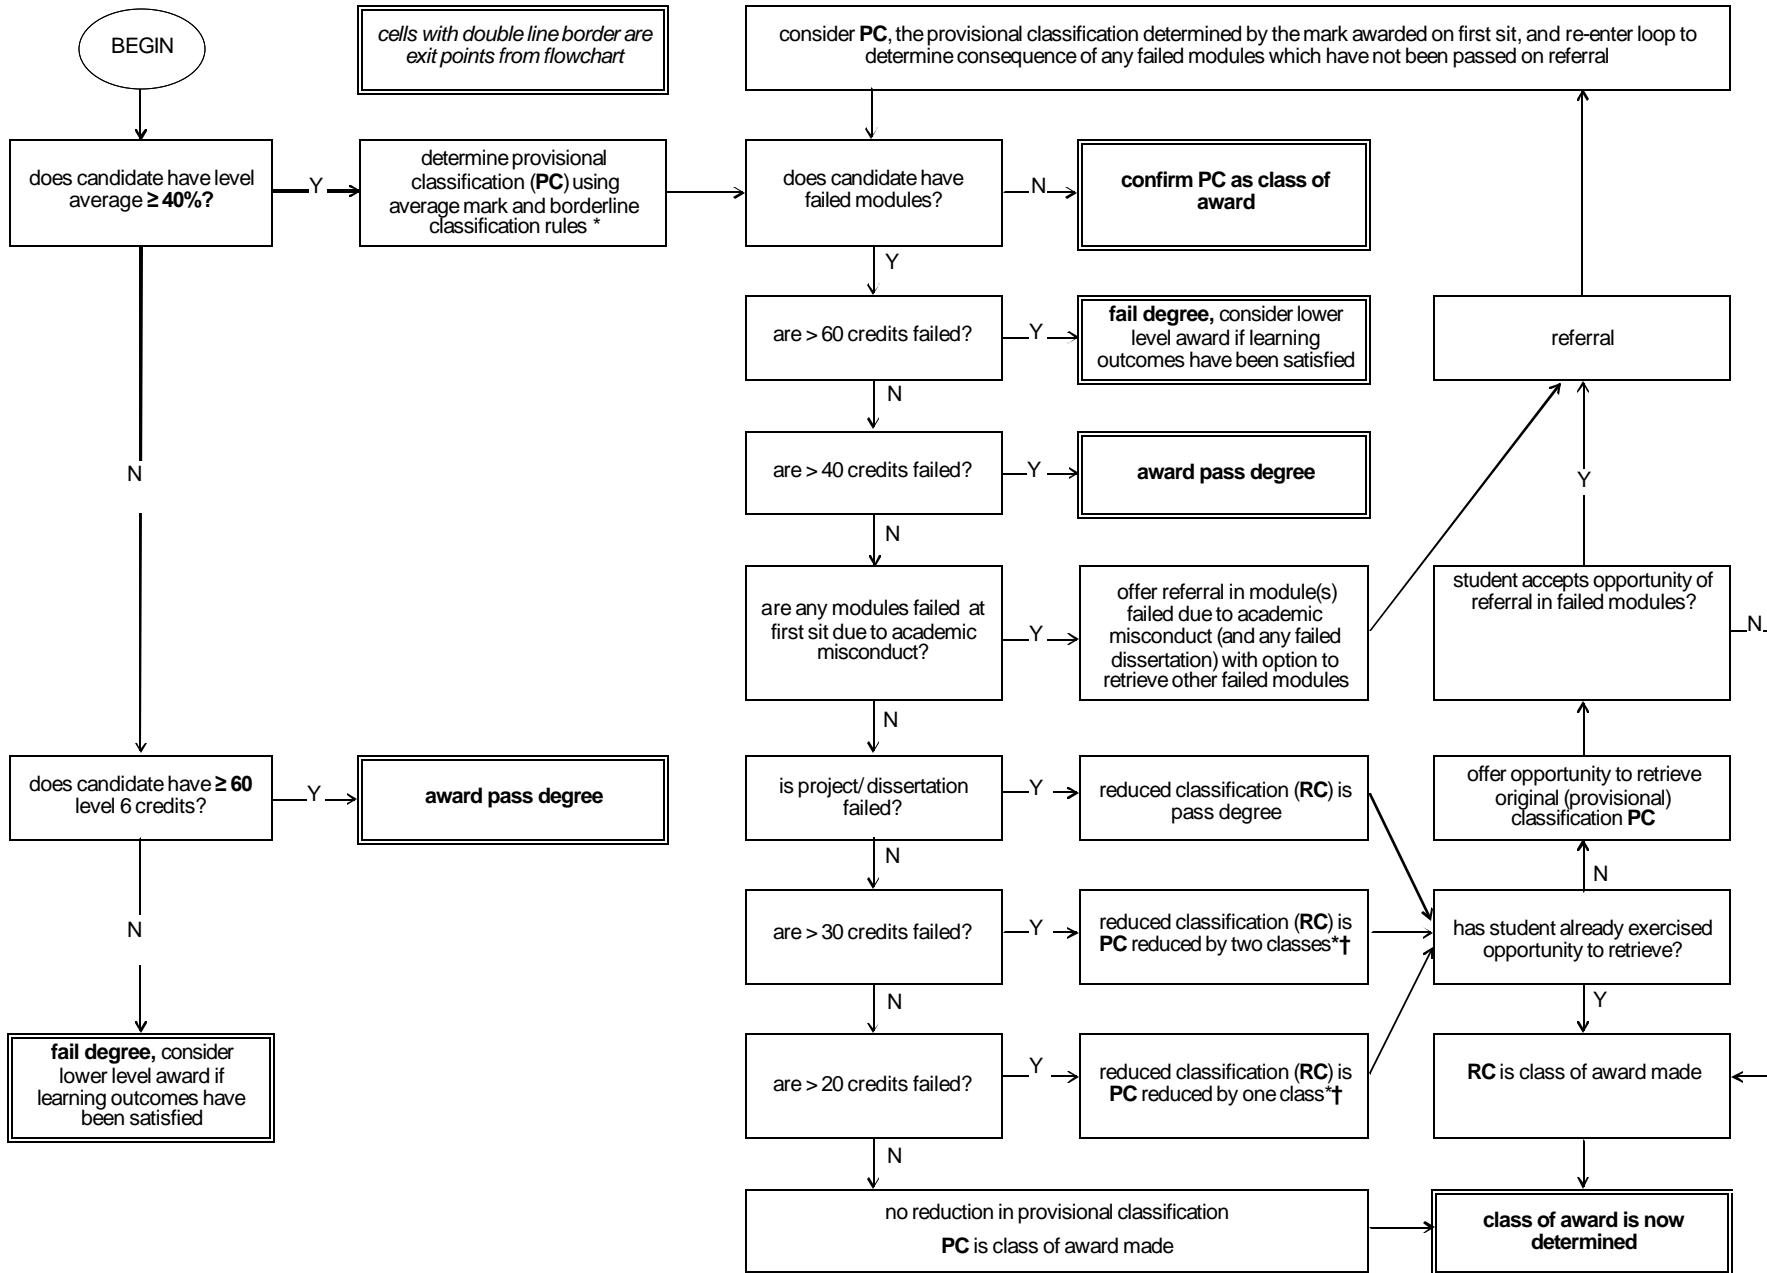 BEGIN
cells with double line border are
exit points from flowchart
consider PC, the provisional classification determined by the mark awarded on first sit, and re-enter loop to
determine consequence of any failed modules which have not been passed on referral
does candidate have level
average ≥ 40%?
Y
determine provisional
classification (PC) using
average mark and borderline
classification rules *
does candidate have
failed modules?
N
confirm PC as class of
award
Y
are > 60 credits failed?
Y
fail degree, consider lower
level award if learning
outcomes have been satisfied
referral
N
N
are > 40 credits failed?
Y
award pass degree
Y
N
are any modules failed at
first sit due to academic
misconduct?
Y
offer referral in module(s)
failed due to academic
misconduct (and any failed
dissertation) with option to
retrieve other failed modules
student accepts opportunity of
referral in failed modules?
N
N
does candidate have ≥ 60
level 6 credits?
Y
award pass degree
is project/ dissertation
failed?
Y
reduced classification (RC) is
pass degree
offer opportunity to retrieve
original (provisional)
classification PC
N
N
N
are > 30 credits failed?
Y
reduced classification (RC) is
PC reduced by two classes*†
has student already exercised
opportunity to retrieve?
N
Y
fail degree, consider
lower level award if
learning outcomes have
been satisfied
are > 20 credits failed?
Y
reduced classification (RC) is
PC reduced by one class*†
RC is class of award made
N
no reduction in provisional classification
PC is class of award made
class of award is now
determined